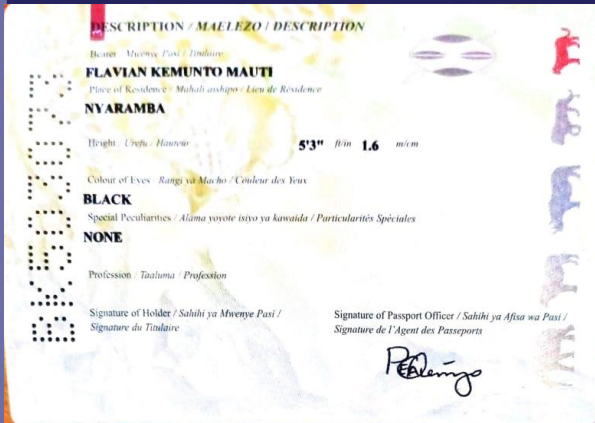 DESCRIPTION / MAELEZO / DESCRIPTION
Bearer / Mwenye Pasi / Titulaire
FLAVIAN KEMUNTO MAUTI
Place of Residence / Mahali aishipo / Lieu de Résidence
NYARAMBA
Height / Urefu / Hauteur 5'3" ft/in 1.6 m/cm
Colour of Eyes / Rangi ya Macho / Couleur des Yeux
BLACK
Special Peculiarities / Alama yoyote isiyo ya kawaida / Particularités Spéciales
NONE
Profession / Taaluma / Profession
Signature of Holder / Sahihi ya Mwenye Pasi /
Signature du Titulaire
Signature of Passport Officer / Sahihi ya Afisa wa Pasi /
Signature de l'Agent des Passeports